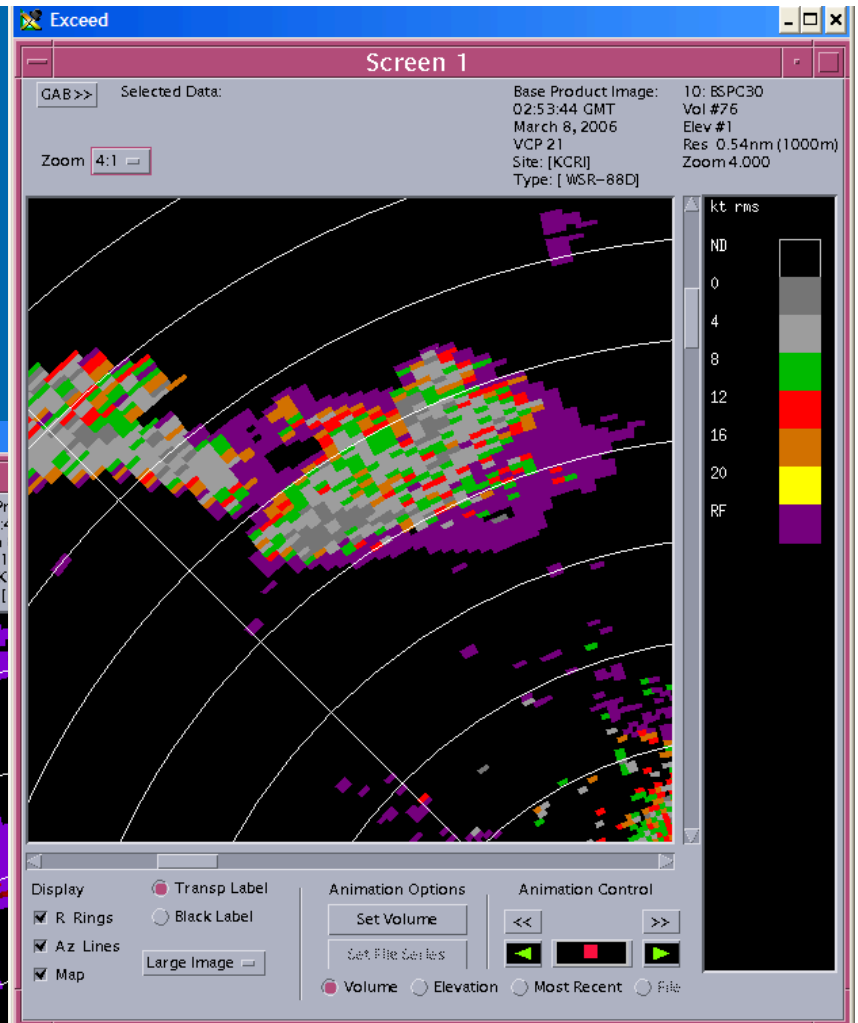 Exceed
Screen 1
GAB>>
Selected Data:
Base Product Image:
02:53:44 GMT
March 8, 2006
VCP 21
Site: [KCRI]
Type: [ WSR-88D]
10: BSPC30
Vol #76
Elev #1
Res 0.54nm (1000m)
Zoom 4.000
Zoom 4:1
kt rms
ND
0
4
8
12
16
20
RF
Display
R Rings
Az Lines
Map
Transp Label
Black Label
Large Image
Animation Options
Set Volume
Set File Series
Animation Control
<<
>>
Volume
Elevation
Most Recent
File